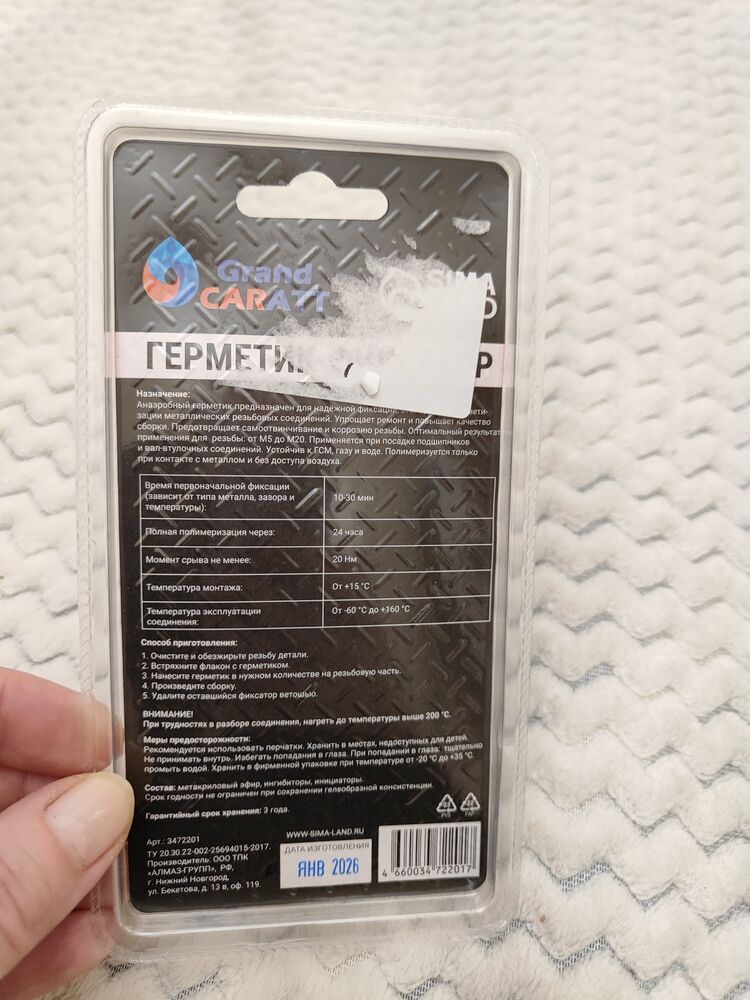 Grand
CARATT
SIMA
ГЕРМЕТИ
Назначение:
Анаэробный герметик предназначен для надёжной фиксации,
зации металлических резьбовых соединений. Упрощает ремонт и повышает качество
сборки. Предотвращает самоотвинчивание и коррозию резьбы. Оптимальный результат
применения для резьбы: от М5 до М20. Применяется при посадке подшипников
и вал-втулочных соединений. Устойчив к ГСМ, газу и воде. Полимеризуется только
при контакте с металлом и без доступа воздуха.
Время первоначальной фиксации
(зависит от типа металла, зазора и
температуры):
10-30 мин
Полная полимеризация через:
24 часа
Момент срыва не менее:
20 Нм
Температура монтажа:
От +15 °С
Температура эксплуатации
соединения:
От -60 °С до +160 °С
Способ приготовления:
1. Очистите и обезжирьте резьбу детали.
2. Встряхните флакон с герметиком.
3. Нанесите герметик в нужном количестве на резьбовую часть.
4. Произведите сборку.
5. Удалите оставшийся фиксатор ветошью.
ВНИМАНИЕ!
При трудностях в разборе соединения, нагреть до температуры выше 200 °С.
Меры предосторожности:
Рекомендуется использовать перчатки. Хранить в местах, недоступных для детей.
Не принимать внутрь. Избегать попадания в глаза. При попадании в глаза: тщательно
промыть водой. Хранить в фирменной упаковке при температуре от -20 °С до +35 °С.
Состав: метакриловый эфир, ингибиторы, инициаторы.
Срок годности не ограничен при сохранении гелеобразной консистенции.
Гарантийный срок хранения: 3 года.
Арт.: 3472201
ТУ 20.30.22-002-25694015-2017.
Производитель: ООО ТПК
«АЛМАЗ-ГРУПП», РФ,
г. Нижний Новгород,
ул. Бекетова, д. 13 в, оф. 119.
WWW.SIMA-LAND.RU
ДАТА ИЗГОТОВЛЕНИЯ
ЯНВ 2026
4 660034 722017